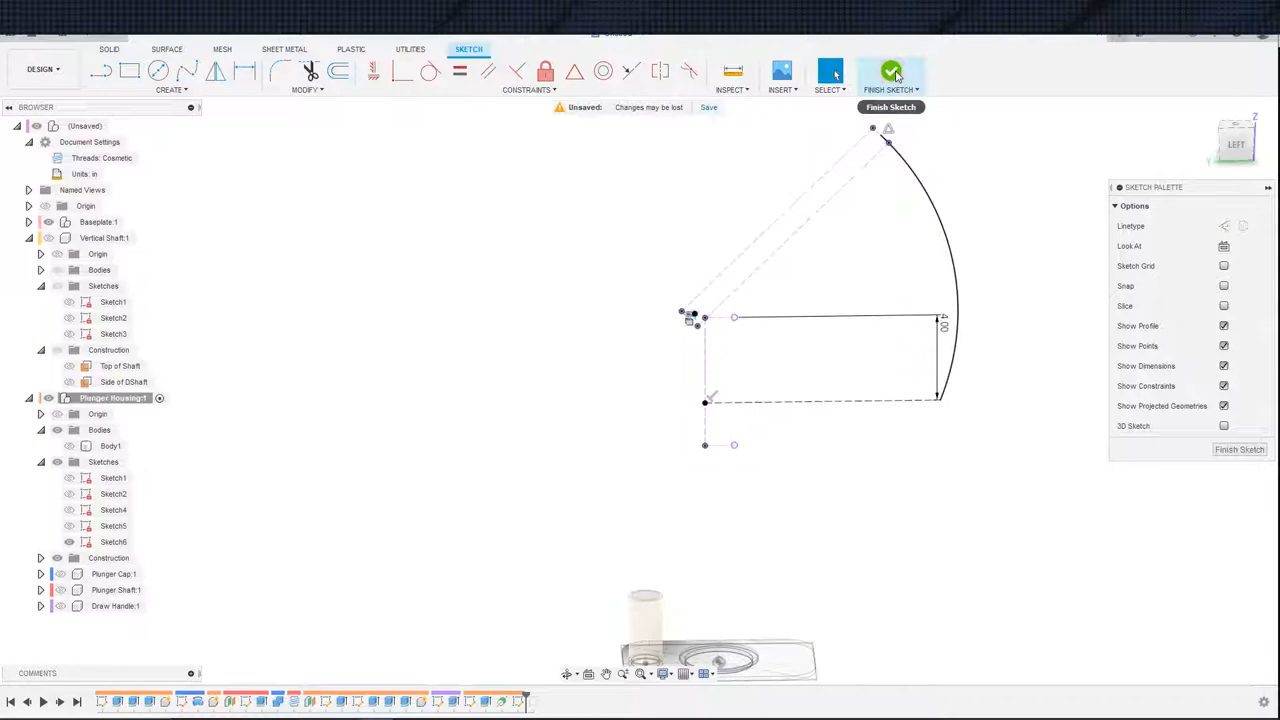 SOLID SURFACE MESH SHEET METAL PLASTIC UTILITIES SKETCH
DESIGN
CREATE MODIFY CONSTRAINTS INSPECT INSERT SELECT FINISH SKETCH
BROWSER
Unsaved: Changes may be lost Save
Finish Sketch
(Unsaved)
Document Settings
Threads: Cosmetic
Units: in
Named Views
Origin
Baseplate:1
Vertical Shaft:1
Origin
Bodies
Sketches
Sketch1
Sketch2
Sketch3
Construction
Top of Shaft
Side of DShaft
Plunger Housing:1
Origin
Bodies
Body1
Sketches
Sketch1
Sketch2
Sketch4
Sketch5
Sketch6
Construction
Plunger Cap:1
Plunger Shaft:1
Draw Handle:1
COMMENTS
4.00
Z
LEFT
Y
SKETCH PALETTE
Options
Linetype
Look At
Sketch Grid
Snap
Slice
Show Profile
Show Points
Show Dimensions
Show Constraints
Show Projected Geometries
3D Sketch
Finish Sketch